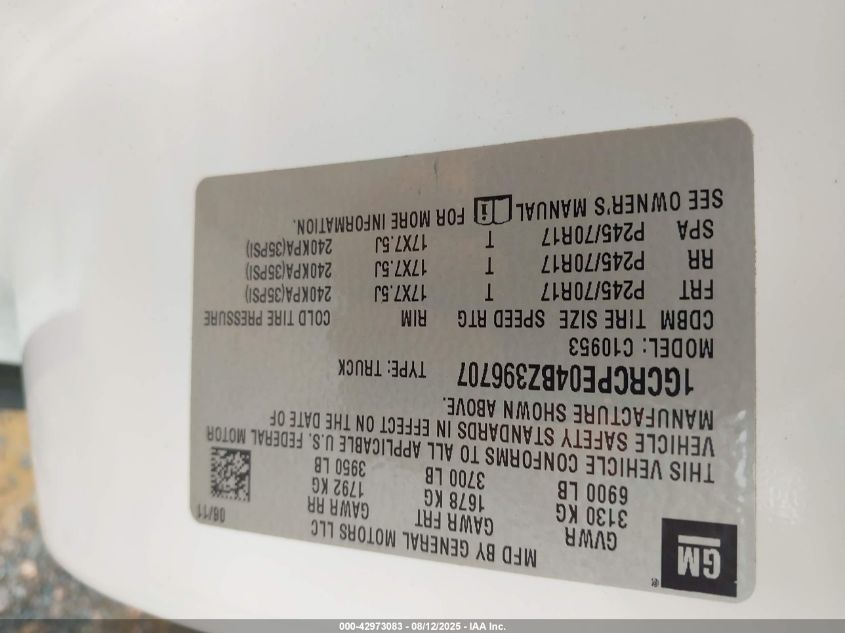 GM
®
MFD BY GENERAL MOTORS LLC 06/11
GVWR GAWR FRT GAWR RR
3130 KG 1678 KG 1792 KG
6900 LB 3700 LB 3950 LB
THIS VEHICLE CONFORMS TO ALL APPLICABLE U.S. FEDERAL MOTOR
VEHICLE SAFETY STANDARDS IN EFFECT ON THE DATE OF
MANUFACTURE SHOWN ABOVE.
1GCRCPE04BZ396707 TYPE: TRUCK
MODEL: C10953
CDBM TIRE SIZE SPEED RTG RIM COLD TIRE PRESSURE
FRT P245/70R17 T 17X7.5J 240KPA(35PSI)
RR P245/70R17 T 17X7.5J 240KPA(35PSI)
SPA P245/70R17 T 17X7.5J 240KPA(35PSI)
SEE OWNER'S MANUAL i FOR MORE INFORMATION.
000-42973083 - 08/12/2025 - IAA Inc.